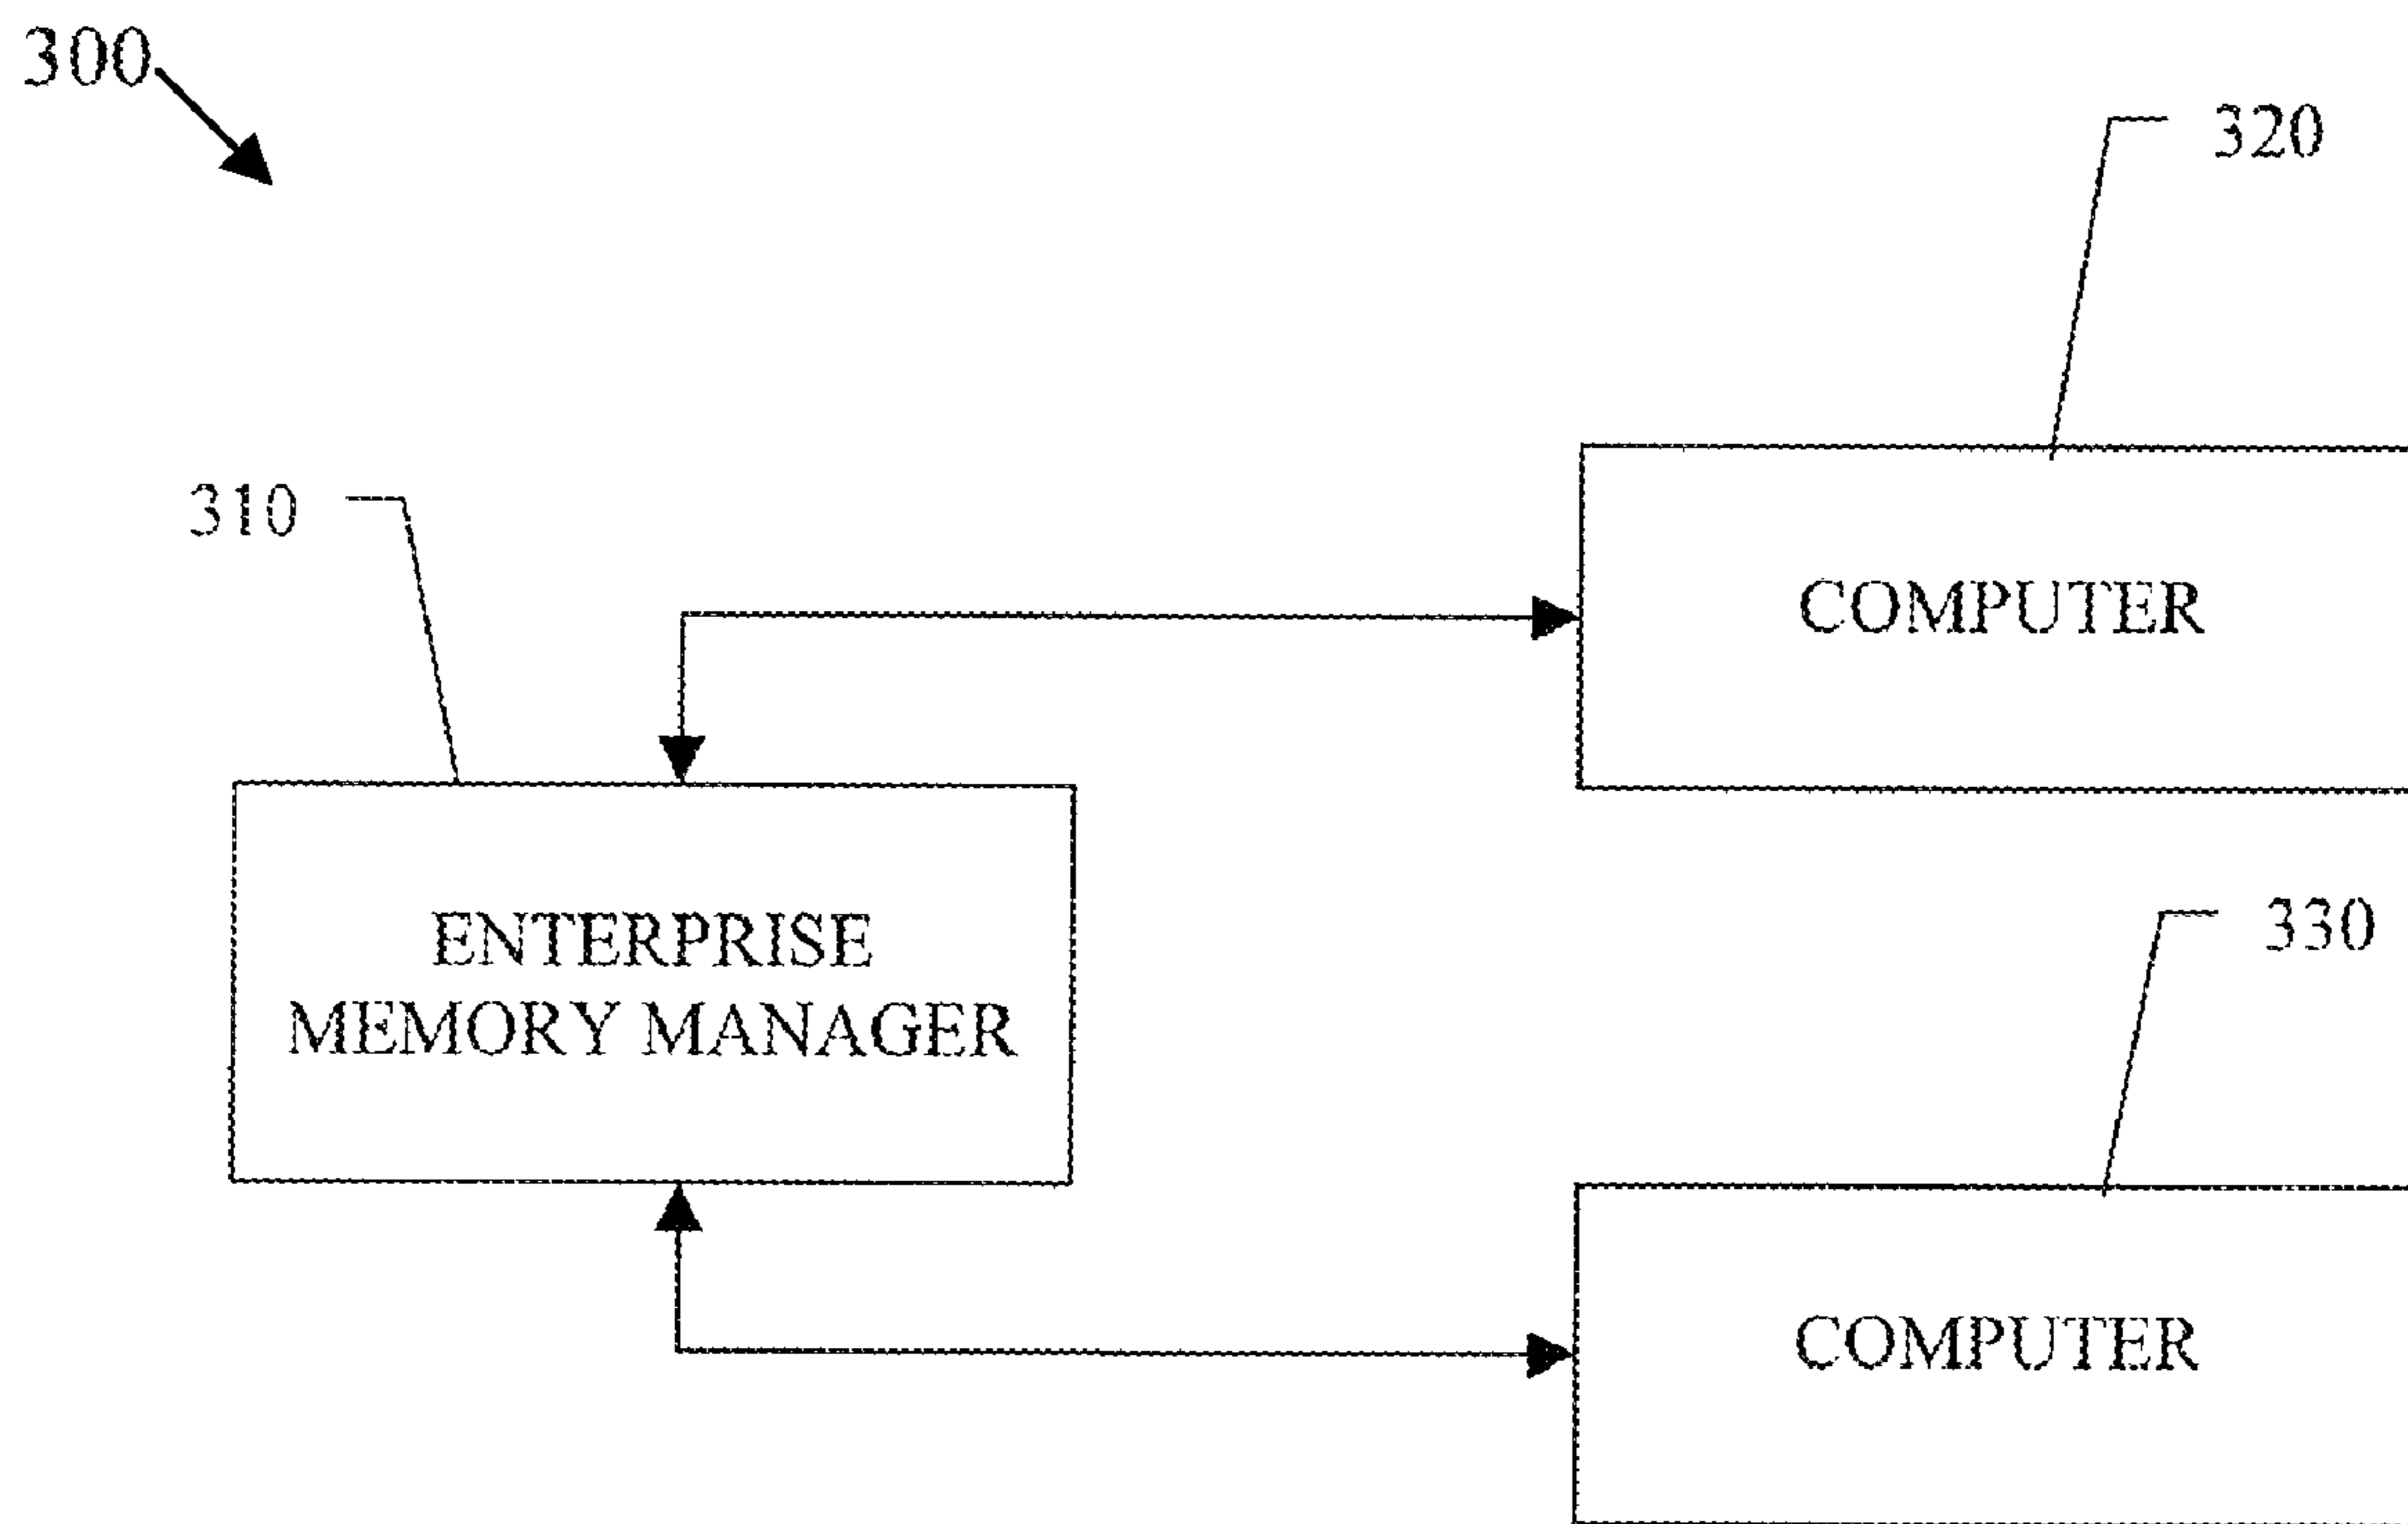 300
320
310
COMPUTER
330
ENTERPRISE
MEMORY MANAGER
COMPUTER